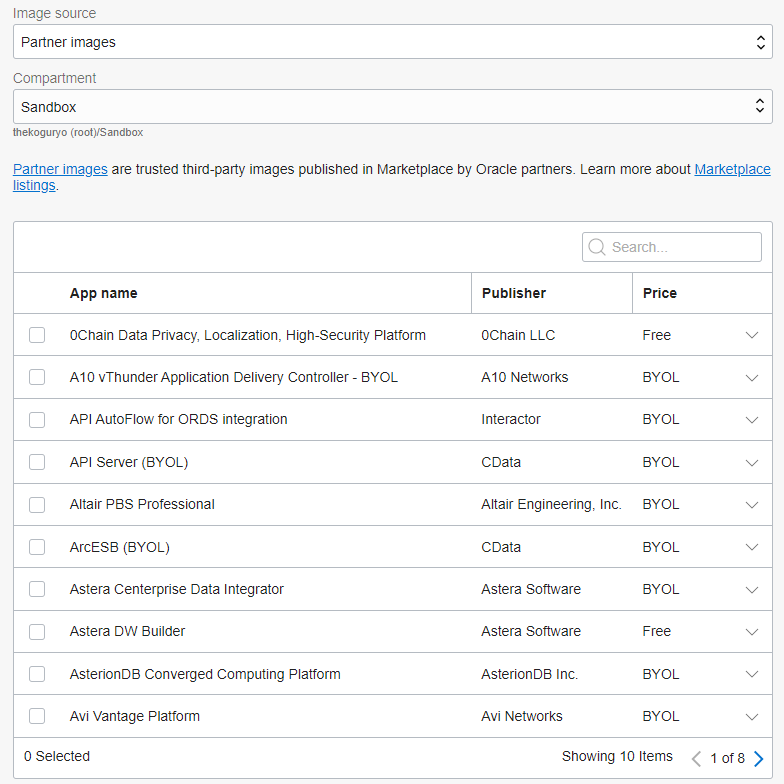 Image source
Partner images
Compartment
Sandbox
thekoguryo (root)/Sandbox
Partner images are trusted third-party images published in Marketplace by Oracle partners. Learn more about Marketplace
listings.
Search...
App name Publisher Price
0Chain Data Privacy, Localization, High-Security Platform 0Chain LLC Free
A10 vThunder Application Delivery Controller - BYOL A10 Networks BYOL
API AutoFlow for ORDS integration Interactor BYOL
API Server (BYOL) CData BYOL
Altair PBS Professional Altair Engineering, Inc. BYOL
ArcESB (BYOL) CData BYOL
Astera Centerprise Data Integrator Astera Software BYOL
Astera DW Builder Astera Software Free
AsterionDB Converged Computing Platform AsterionDB Inc. BYOL
Avi Vantage Platform Avi Networks BYOL
0 Selected Showing 10 Items 1 of 8